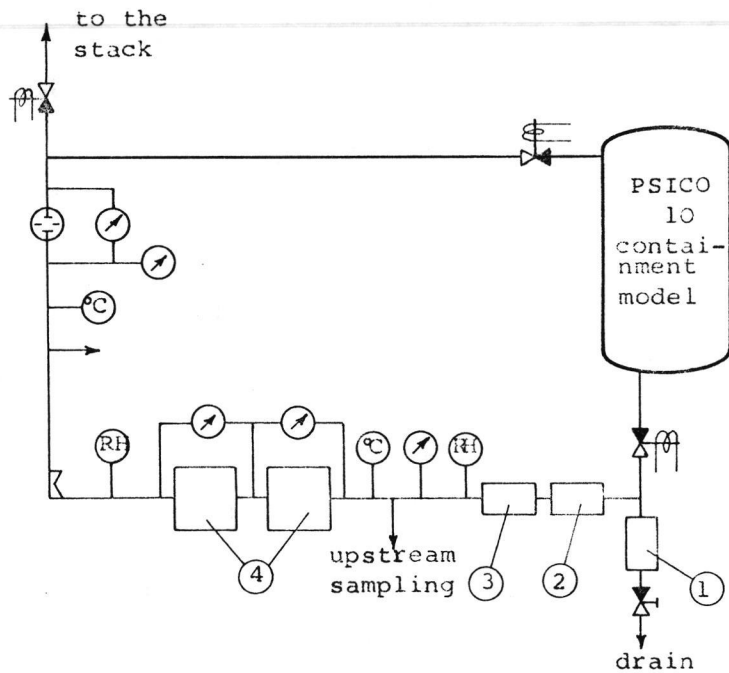 to the
stack
PSICO
10
contai-
nment
model
°C
RH
°C
RH
upstream
sampling
4
3
2
1
drain